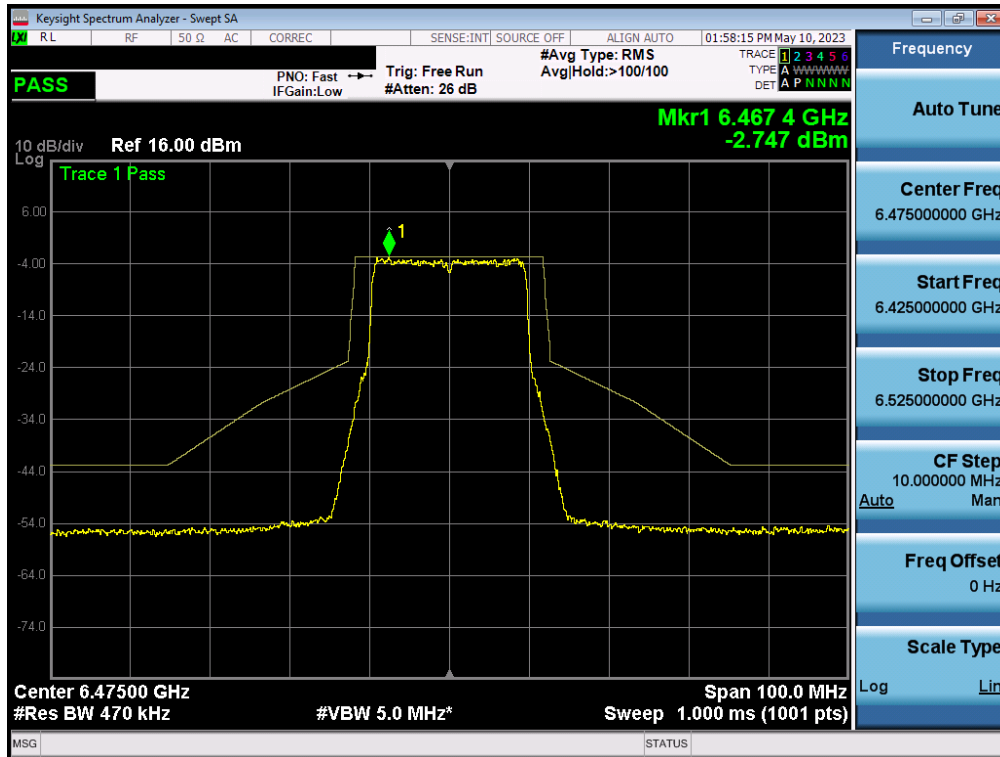 Keysight Spectrum Analyzer - Swept SA
LXI RL RF 50 Ω AC CORREC SENSE:INT SOURCE OFF ALIGN AUTO 01:58:15 PM May 10, 2023
PASS
PNO: Fast
IFGain:Low
Trig: Free Run
#Atten: 26 dB
#Avg Type: RMS
Avg|Hold:>100/100
TRACE 1 2 3 4 5 6
TYPE A WWWWW
DET A P N N N N
Mkr1 6.467 4 GHz
-2.747 dBm
10 dB/div Ref 16.00 dBm
Log
Trace 1 Pass
1
6.00
-4.00
-14.0
-24.0
-34.0
-44.0
-54.0
-64.0
-74.0
Center 6.47500 GHz Span 100.0 MHz
#Res BW 470 kHz #VBW 5.0 MHz* Sweep 1.000 ms (1001 pts)
MSG STATUS
Frequency
Auto Tune
Center Freq
6.475000000 GHz
Start Freq
6.425000000 GHz
Stop Freq
6.525000000 GHz
CF Step
10.000000 MHz
Auto Man
Freq Offset
0 Hz
Scale Type
Log Lin